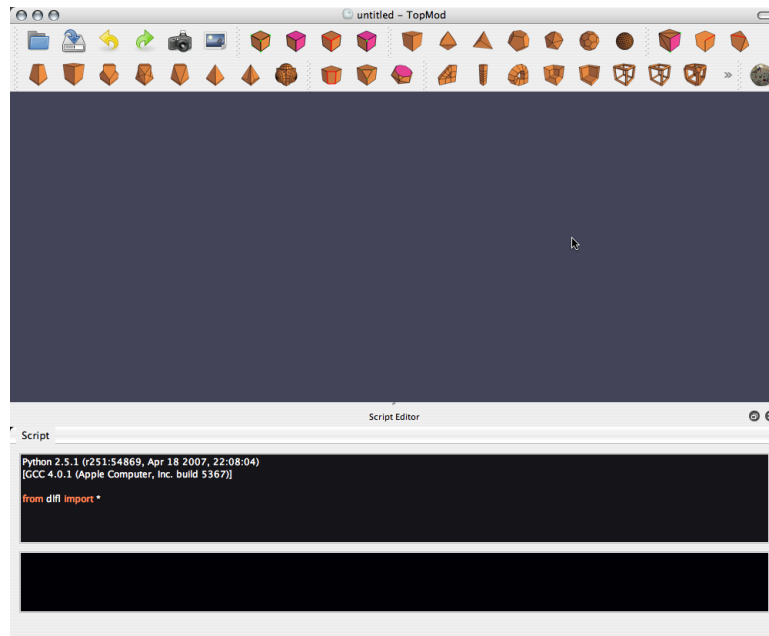 untitled – TopMod
»
Script Editor
Script
Python 2.5.1 (r251:54869, Apr 18 2007, 22:08:04)
[GCC 4.0.1 (Apple Computer, Inc. build 5367)]
from dlfl import *